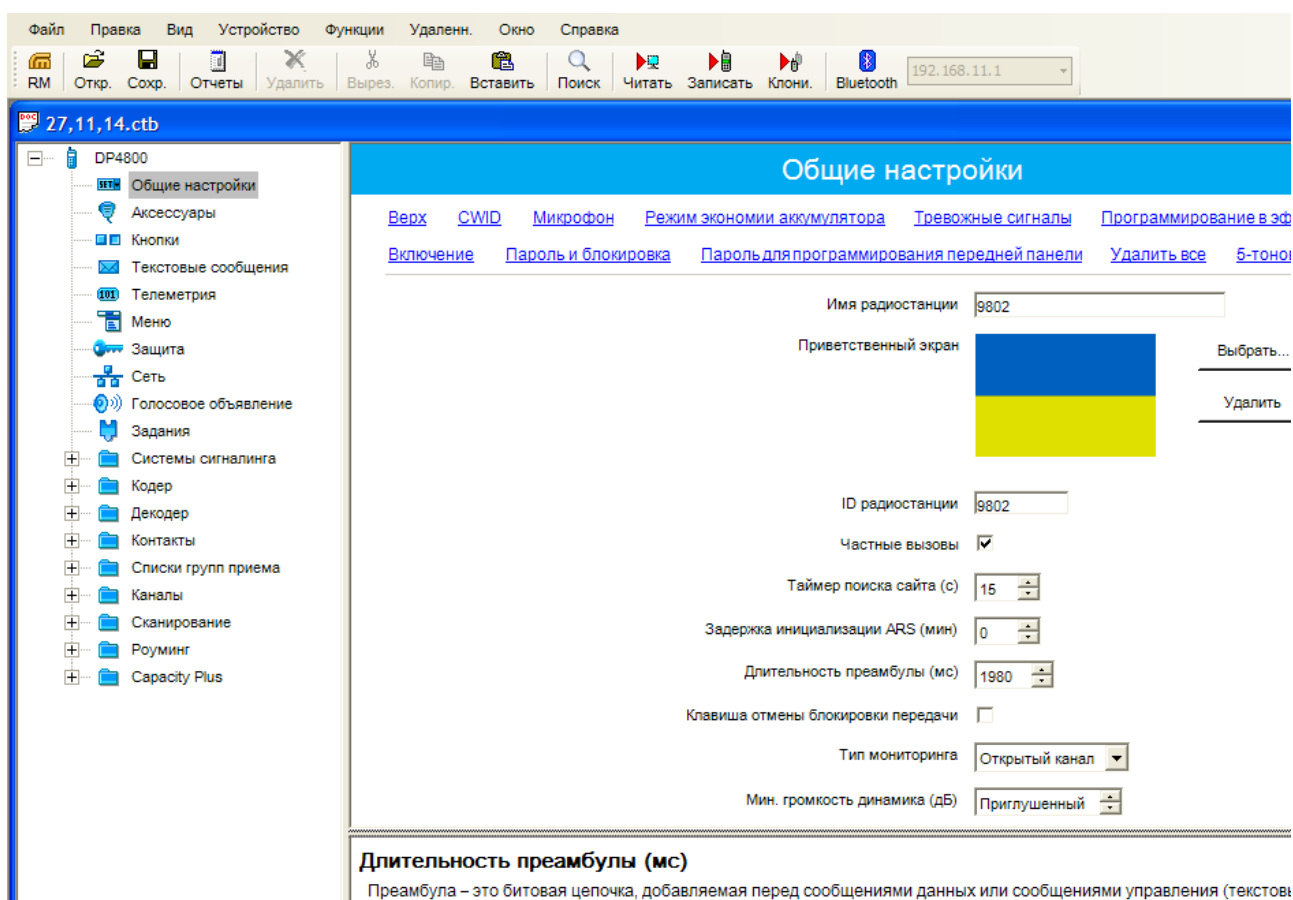 Файл Правка Вид Устройство Функции Удаленн. Окно Справка
RM Откр. Сохр. Отчеты Удалить Вырез. Копир. Вставить Поиск Читать Записать Клони. Bluetooth 192.168.11.1
27,11,14.ctb
DP4800
Общие настройки
Аксессуары
Кнопки
Текстовые сообщения
Телеметрия
Меню
Защита
Сеть
Голосовое объявление
Задания
Системы сигналинга
Кодер
Декодер
Контакты
Списки групп приема
Каналы
Сканирование
Роуминг
Capacity Plus
Общие настройки
Верх CWID Микрофон Режим экономии аккумулятора Тревожные сигналы Программирование в эф
Включение Пароль и блокировка Пароль для программирования передней панели Удалить все 5-тонов
Имя радиостанции 9802
Приветственный экран
Выбрать...
Удалить
ID радиостанции 9802
Частные вызовы
Таймер поиска сайта (с) 15
Задержка инициализации ARS (мин) 0
Длительность преамбулы (мс) 1980
Клавиша отмены блокировки передачи
Тип мониторинга Открытый канал
Мин. громкость динамика (дБ) Приглушенный
Длительность преамбулы (мс)
Преамбула – это битовая цепочка, добавляемая перед сообщениями данных или сообщениями управления (текстовы